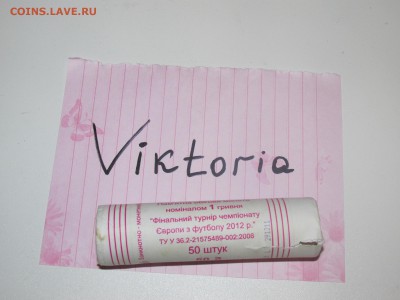 COINS.LAVE.RU
Viktoria
номіналом 1 гривня
"Фінальний турнір чемпіонату
Європи з футболу 2012 р."
ТУ У 36.2-21575459-002:2008
50 штук